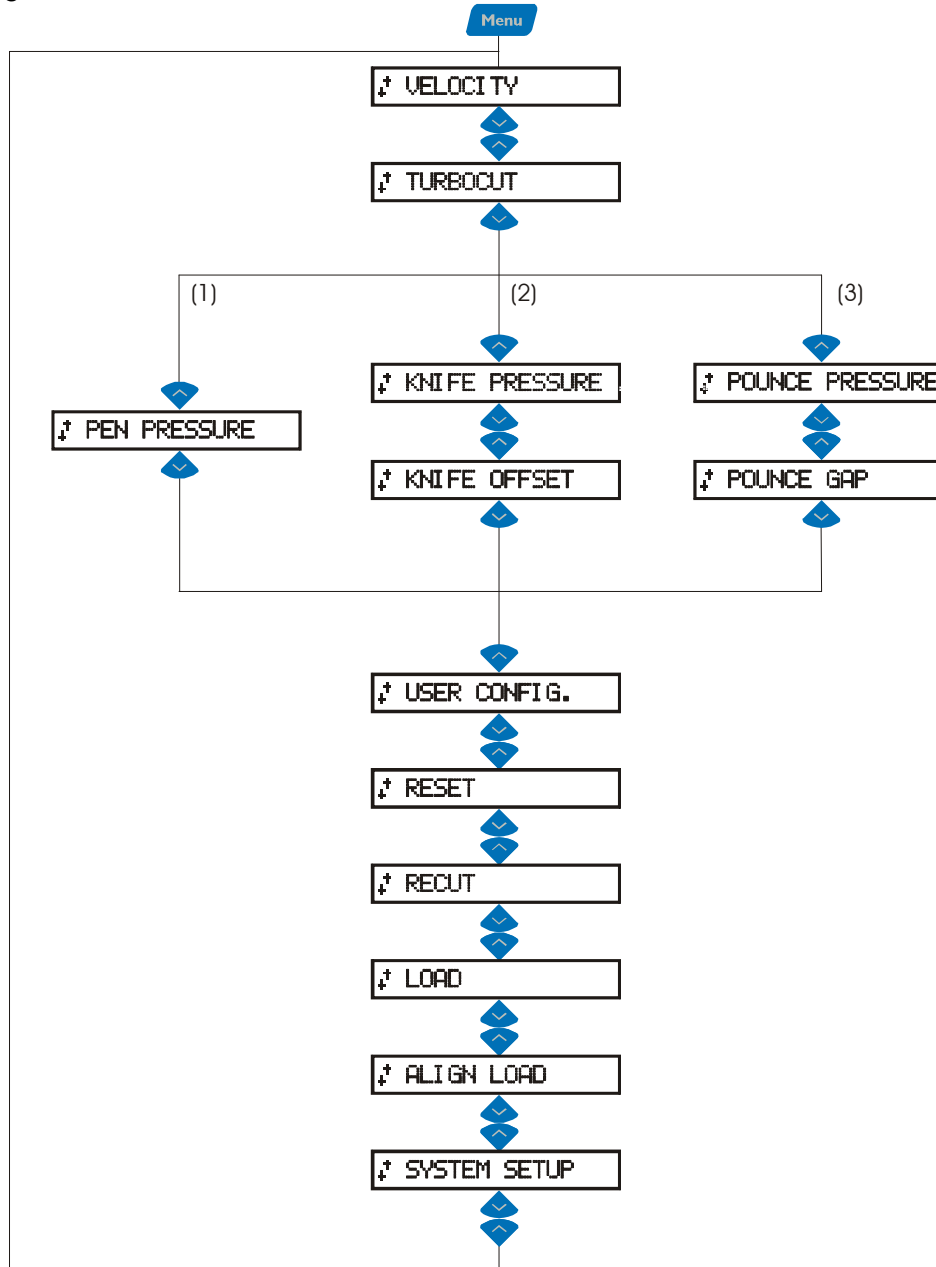 Menu
VELOCITY
TURBOCUT
(1) (2) (3)
KNIFE PRESSURE POUNCE PRESSURE
PEN PRESSURE
KNIFE OFFSET POUNCE GAP
USER CONFIG.
RESET
RECUT
LOAD
ALIGN LOAD
SYSTEM SETUP